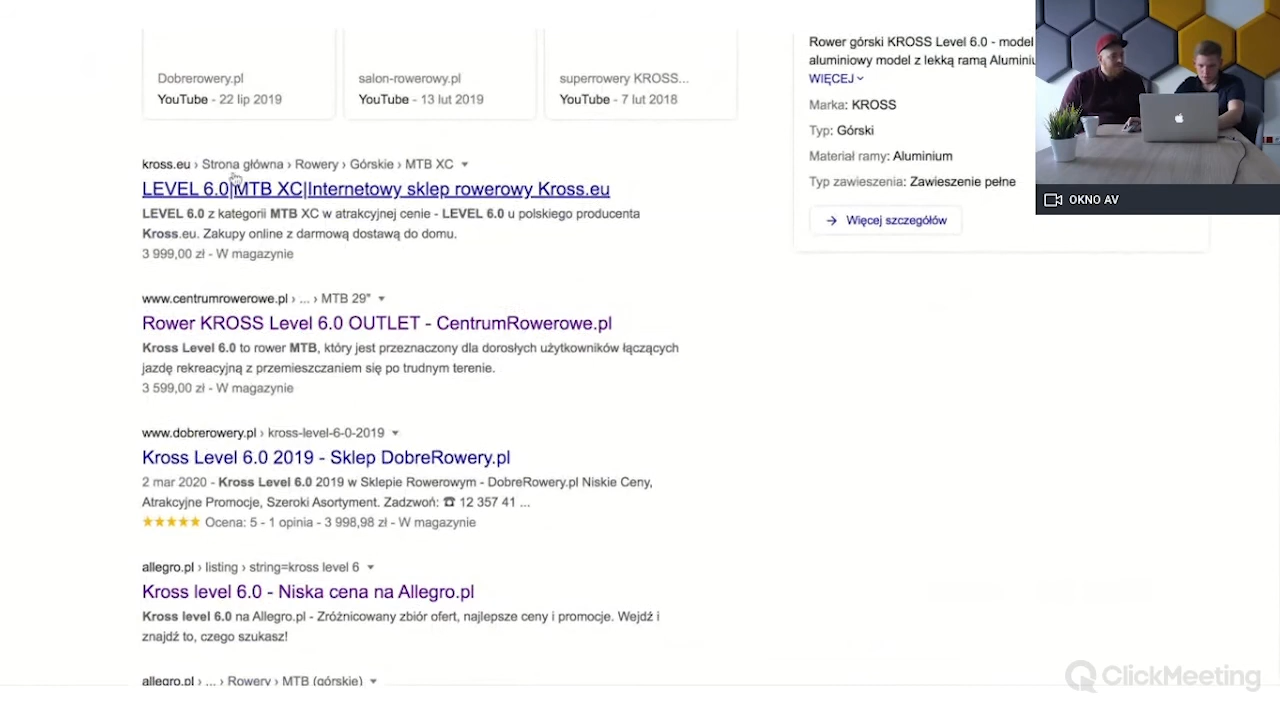 Dobrerowery.pl
YouTube - 22 lip 2019
salon-rowerowy.pl
YouTube - 13 lut 2019
superrowery KROSS...
YouTube - 7 lut 2018
kross.eu › Strona główna › Rowery › Górskie › MTB XC
LEVEL 6.0|MTB XC|Internetowy sklep rowerowy Kross.eu
LEVEL 6.0 z kategorii MTB XC w atrakcyjnej cenie - LEVEL 6.0 u polskiego producenta
Kross.eu. Zakupy online z darmową dostawą do domu.
3 999,00 zł - W magazynie
www.centrumrowerowe.pl › ... › MTB 29"
Rower KROSS Level 6.0 OUTLET - CentrumRowerowe.pl
Kross Level 6.0 to rower MTB, który jest przeznaczony dla dorosłych użytkowników łączących
jazdę rekreacyjną z przemieszczaniem się po trudnym terenie.
3 599,00 zł - W magazynie
www.dobrerowery.pl › kross-level-6-0-2019
Kross Level 6.0 2019 - Sklep DobreRowery.pl
2 mar 2020 - Kross Level 6.0 2019 w Sklepie Rowerowym - DobreRowery.pl Niskie Ceny,
Atrakcyjne Promocje, Szeroki Asortyment. Zadzwoń: ☎ 12 357 41 ...
★★★★★ Ocena: 5 - 1 opinia - 3 998,98 zł - W magazynie
allegro.pl › listing › string=kross level 6
Kross level 6.0 - Niska cena na Allegro.pl
Kross level 6.0 na Allegro.pl - Zróżnicowany zbiór ofert, najlepsze ceny i promocje. Wejdź i
znajdź to, czego szukasz!
allegro.pl › ... › Rowery › MTB (górskie)
Rower górski KROSS Level 6.0 - model
aluminiowy model z lekką ramą
WIĘCEJ
Marka: KROSS
Typ: Górski
Materiał ramy: Aluminium
Typ zawieszenia: Zawieszenie pełne
→ Więcej szczegółów
OKNO AV
ClickMeeting